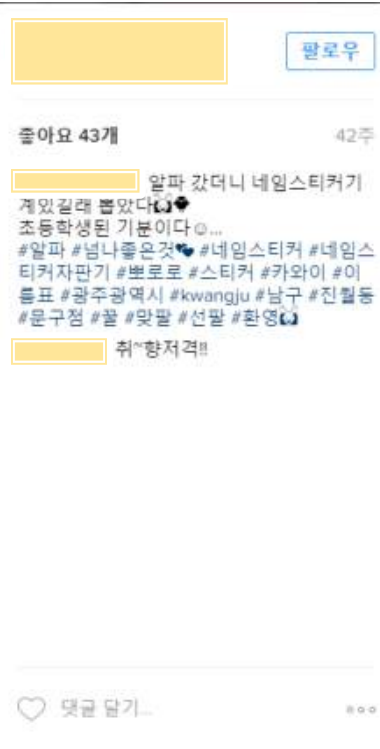 팔로우
좋아요 43개
42주
알파 갔더니 네임스티커기
계있길래 뽑았다
초등학생된 기분이다☺...
#알파 #넘나좋은것 #네임스티커 #네임스
티커자판기 #뽀로로 #스티커 #카와이 #이
름표 #광주광역시 #kwangju #남구 #진월동
#문구점 #꿀 #맞팔 #선팔 #환영
취~향저격!!
댓글 달기...